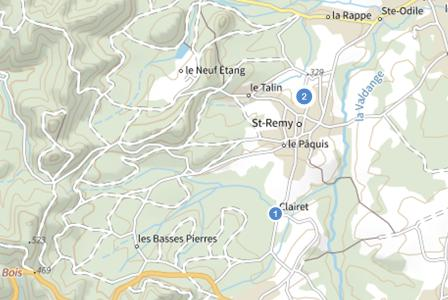 Ste-Odile
la Rappe
le Neuf Étang
329
le Talin
2
la Valdange
St-Remy
le Pâquis
1
Clairet
523
les Basses Pierres
Bois
469